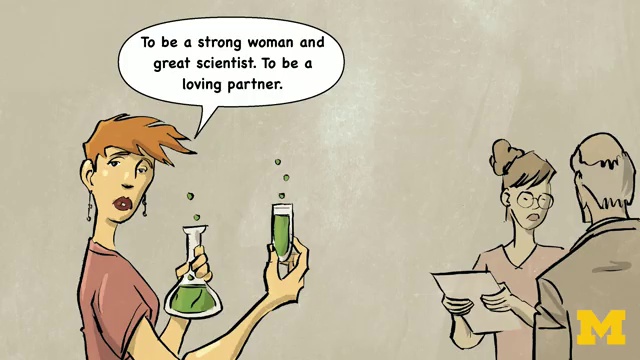 To be a strong woman and
great scientist. To be a
loving partner.
M